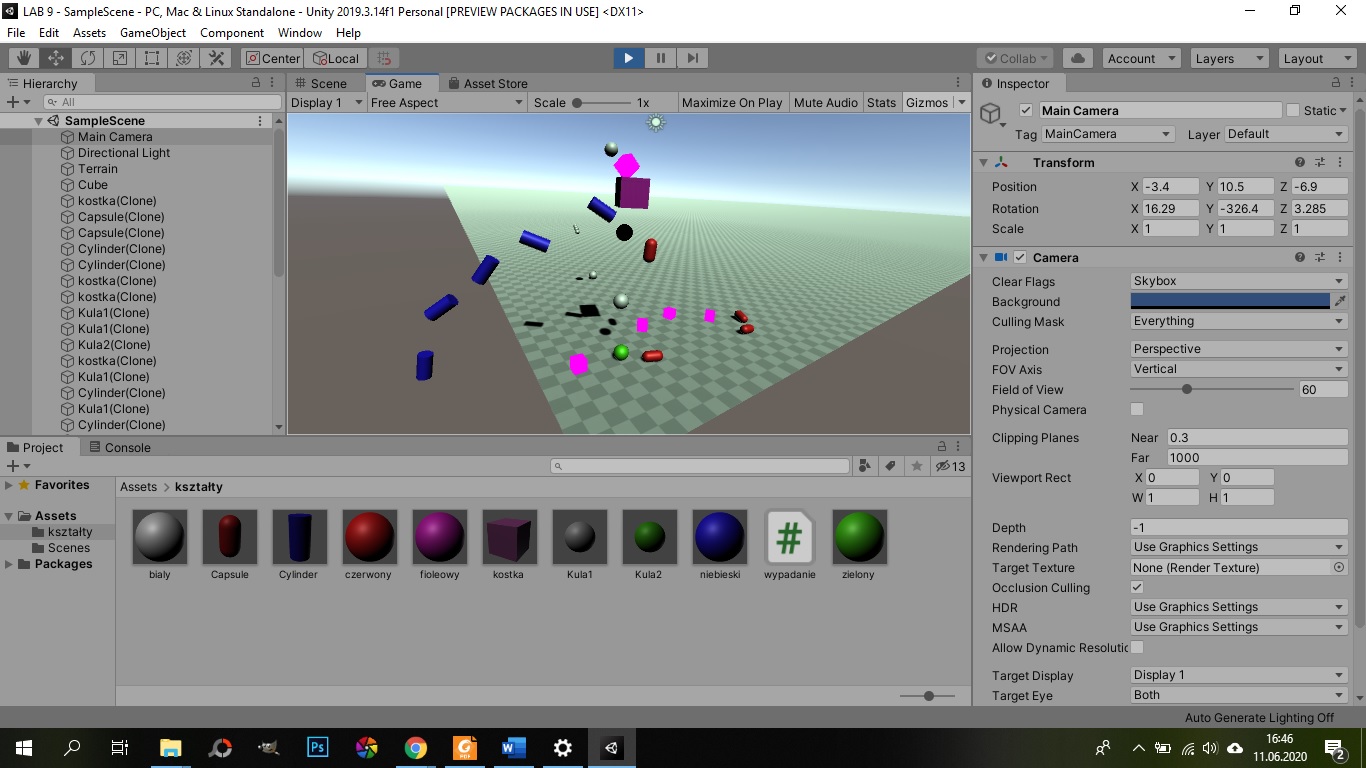 LAB 9 - SampleScene - PC, Mac & Linux Standalone - Unity 2019.3.14f1 Personal [PREVIEW PACKAGES IN USE] <DX11>
File Edit Assets GameObject Component Window Help
Center Local Collab Account Layers Layout
Hierarchy
All
SampleScene
Main Camera
Directional Light
Terrain
Cube
kostka(Clone)
Capsule(Clone)
Capsule(Clone)
Cylinder(Clone)
Cylinder(Clone)
kostka(Clone)
kostka(Clone)
Kula1(Clone)
Kula1(Clone)
Kula2(Clone)
kostka(Clone)
Kula1(Clone)
Cylinder(Clone)
Kula1(Clone)
Cylinder(Clone)
Scene Game Asset Store
Display 1 Free Aspect Scale 1x Maximize On Play Mute Audio Stats Gizmos
Inspector
Main Camera Static
Tag MainCamera Layer Default
Transform
Position X -3.4 Y 10.5 Z -6.9
Rotation X 16.29 Y -326.4 Z 3.285
Scale X 1 Y 1 Z 1
Camera
Clear Flags Skybox
Background
Culling Mask Everything
Projection Perspective
FOV Axis Vertical
Field of View 60
Physical Camera
Clipping Planes Near 0.3
Far 1000
Viewport Rect X 0 Y 0
W 1 H 1
Depth -1
Rendering Path Use Graphics Settings
Target Texture None (Render Texture)
Occlusion Culling
HDR Use Graphics Settings
MSAA Use Graphics Settings
Allow Dynamic Resolutic
Target Display Display 1
Target Eye Both
Project Console
13
Favorites
Assets
kształty
Scenes
Packages
Assets > kształty
bialy Capsule Cylinder czerwony fioleowy kostka Kula1 Kula2 niebieski wypadanie zielony
Auto Generate Lighting Off
16:46
11.06.2020
2